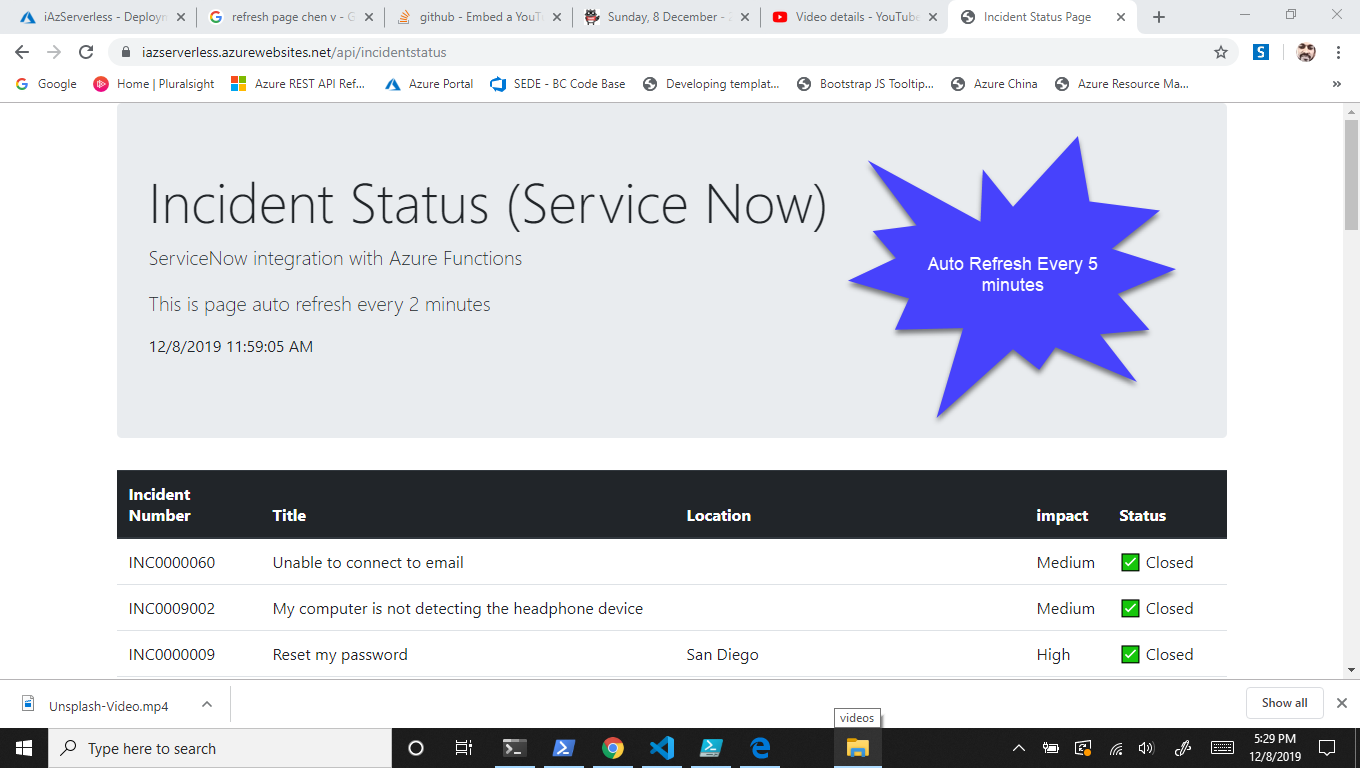 iAzServerless - Deployn
refresh page chen v - G
github - Embed a YouT
Sunday, 8 December - 2
Video details - YouTube
Incident Status Page
iazserverless.azurewebsites.net/api/incidentstatus
Google
Home | Pluralsight
Azure REST API Ref...
Azure Portal
SEDE - BC Code Base
Developing templat...
Bootstrap JS Tooltip...
Azure China
Azure Resource Ma...
»
Incident Status (Service Now)
ServiceNow integration with Azure Functions
This is page auto refresh every 2 minutes
12/8/2019 11:59:05 AM
Auto Refresh Every 5
minutes
Incident
Number Title Location impact Status
INC0000060 Unable to connect to email Medium ✅ Closed
INC0009002 My computer is not detecting the headphone device Medium ✅ Closed
INC0000009 Reset my password San Diego High ✅ Closed
Unsplash-Video.mp4
Show all
videos
Type here to search
5:29 PM
12/8/2019